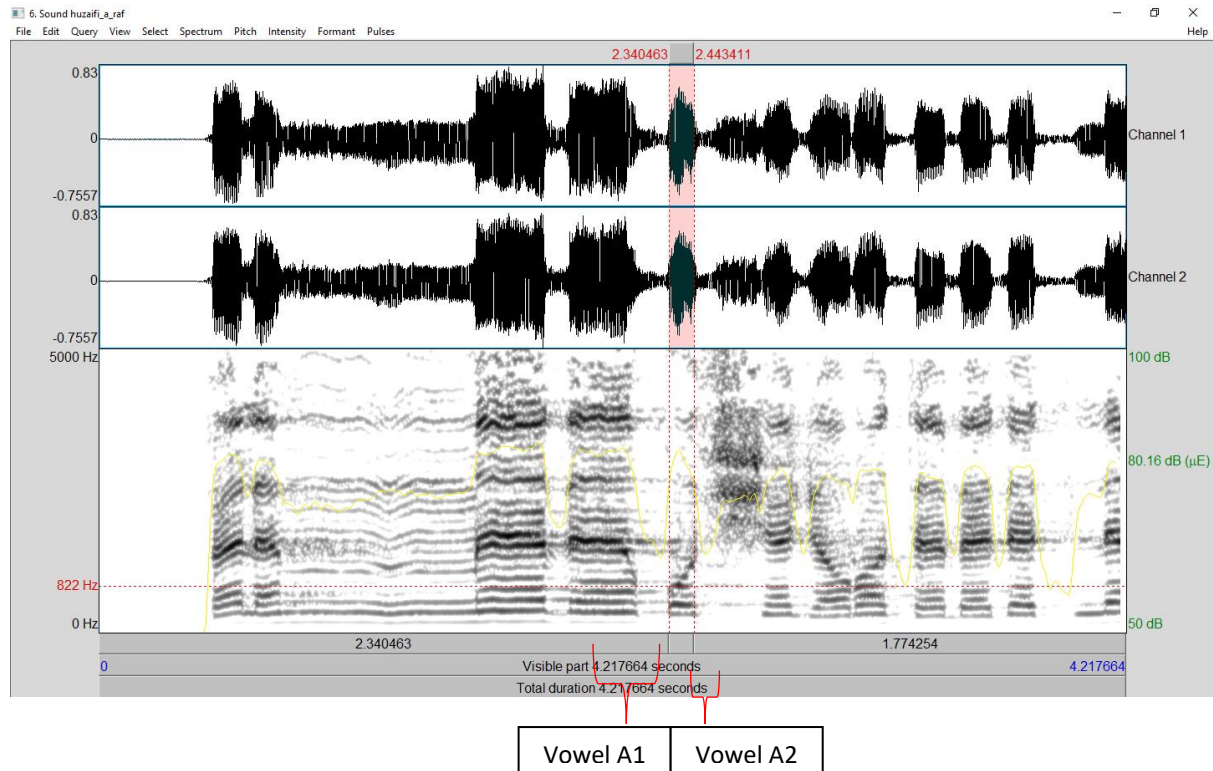 6. Sound huzaifi_a_raf
File Edit Query View Select Spectrum Pitch Intensity Formant Pulses Help
2.340463 2.443411
0.83
0
-0.7557
Channel 1
0.83
0
-0.7557
Channel 2
5000 Hz
100 dB
80.16 dB (µE)
822 Hz
0 Hz
50 dB
2.340463 1.774254
0 Visible part 4.217664 seconds 4.217664
Total duration 4.217664 seconds
Vowel A1 Vowel A2